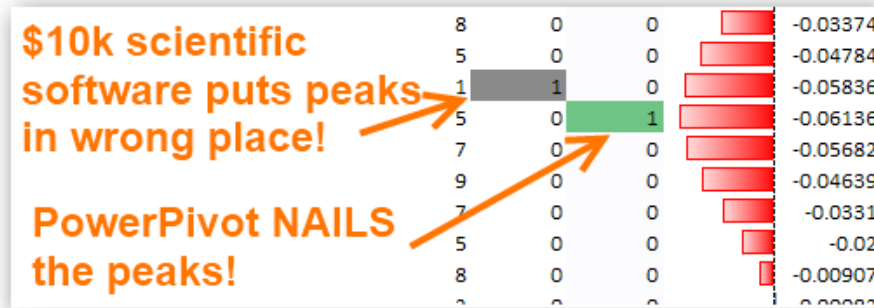 $10k scientific
software puts peaks
in wrong place!
PowerPivot NAILS
the peaks!
8 0 0 -0.03374
5 0 0 -0.04784
1 1 0 -0.05836
5 0 1 -0.06136
7 0 0 -0.05682
9 0 0 -0.04639
7 0 0 -0.0331
5 0 0 -0.02
8 0 0 -0.00907